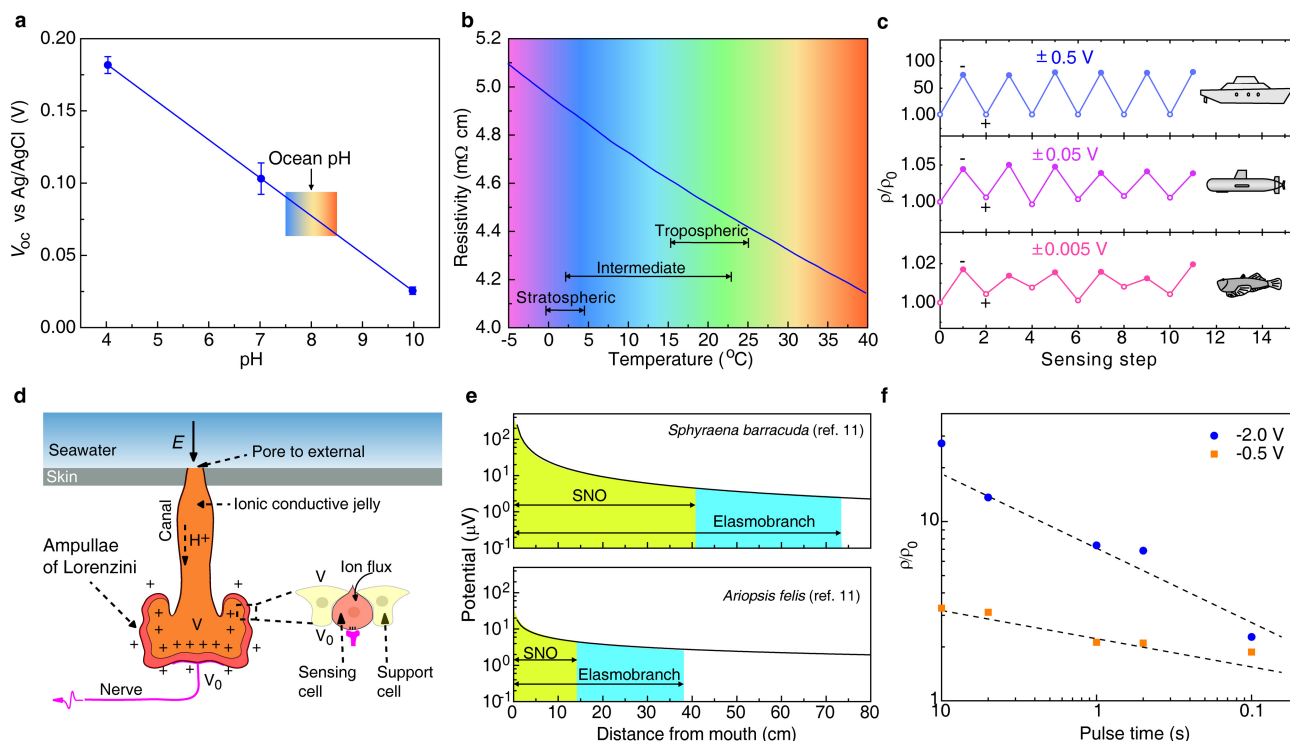 a
0.20
0.15
0.10
0.05
0.00
V_oc vs Ag/AgCl (V)
Ocean pH
4 5 6 7 8 9 10
pH
b
5.2
5.0
4.8
4.6
4.4
4.2
4.0
Resistivity (mΩ cm)
Tropospheric
Intermediate
Stratospheric
-5 0 5 10 15 20 25 30 35 40
Temperature (°C)
c
100
50
1.00
± 0.5 V
-
+
1.05
1.00
± 0.05 V
-
+
1.02
1.00
± 0.005 V
-
+
ρ/ρ₀
0 2 4 6 8 10 12 14
Sensing step
d
E
Seawater
Pore to external
Skin
Canal
Ionic conductive jelly
H+
Ampullae
of Lorenzini
+ + + + + + + + + + + + + + +
V
V₀
Nerve
Ion flux
V
V₀
Sensing
cell
Support
cell
e
Potential (µV)
10²
10¹
10⁰
10⁻¹
Sphyraena barracuda (ref. 11)
SNO
Elasmobranch
10²
10¹
10⁰
10⁻¹
Ariopsis felis (ref. 11)
SNO
Elasmobranch
0 10 20 30 40 50 60 70 80
Distance from mouth (cm)
f
-2.0 V
-0.5 V
10
1
ρ/ρ₀
10 1 0.1
Pulse time (s)